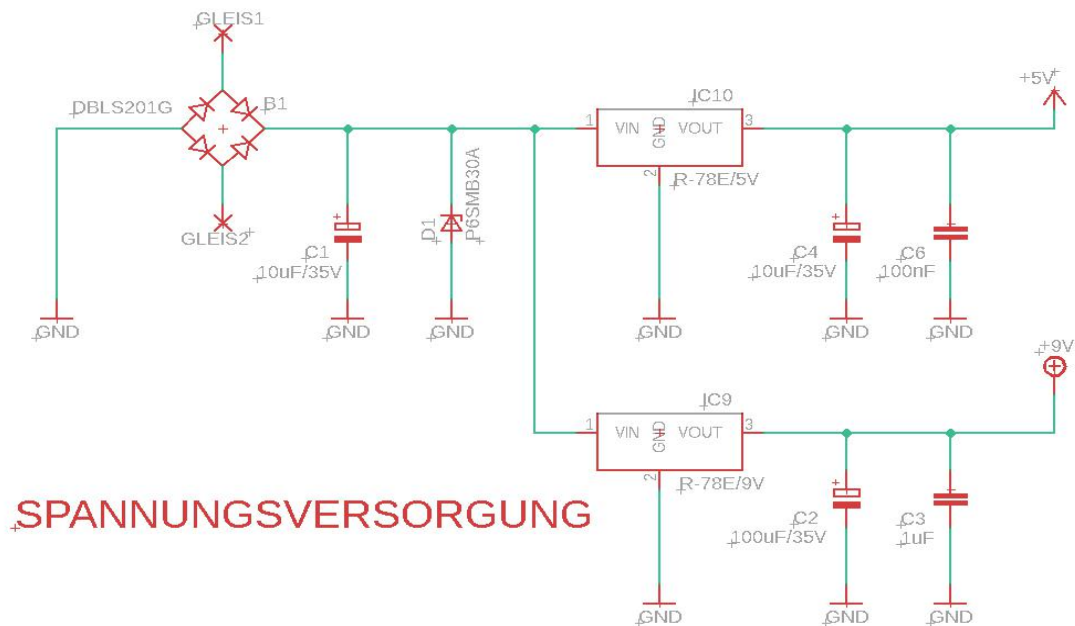 GLEIS1
DBLS201G
B1
GLEIS2
GND
C1
10uF/35V
GND
D1
P6SMB30A
GND
IC10
1
VIN
GND
VOUT
3
2
R-78E/5V
GND
+5V
C4
10uF/35V
GND
C6
100nF
GND
IC9
1
VIN
GND
VOUT
3
2
R-78E/9V
GND
+9V
C2
100uF/35V
GND
C3
1uF
GND
SPANNUNGSVERSORGUNG